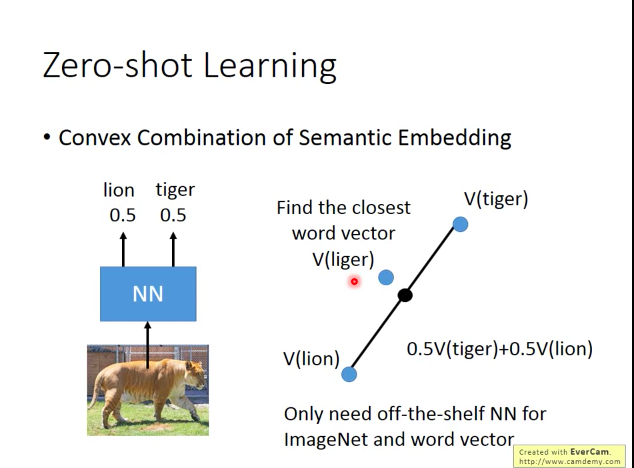 Zero-shot Learning
• Convex Combination of Semantic Embedding
lion tiger
0.5 0.5
NN
Find the closest
word vector
V(liger)
V(tiger)
V(lion)
0.5V(tiger)+0.5V(lion)
Only need off-the-shelf NN for
ImageNet and word vector
Created with EverCam.
http://www.camdemy.com